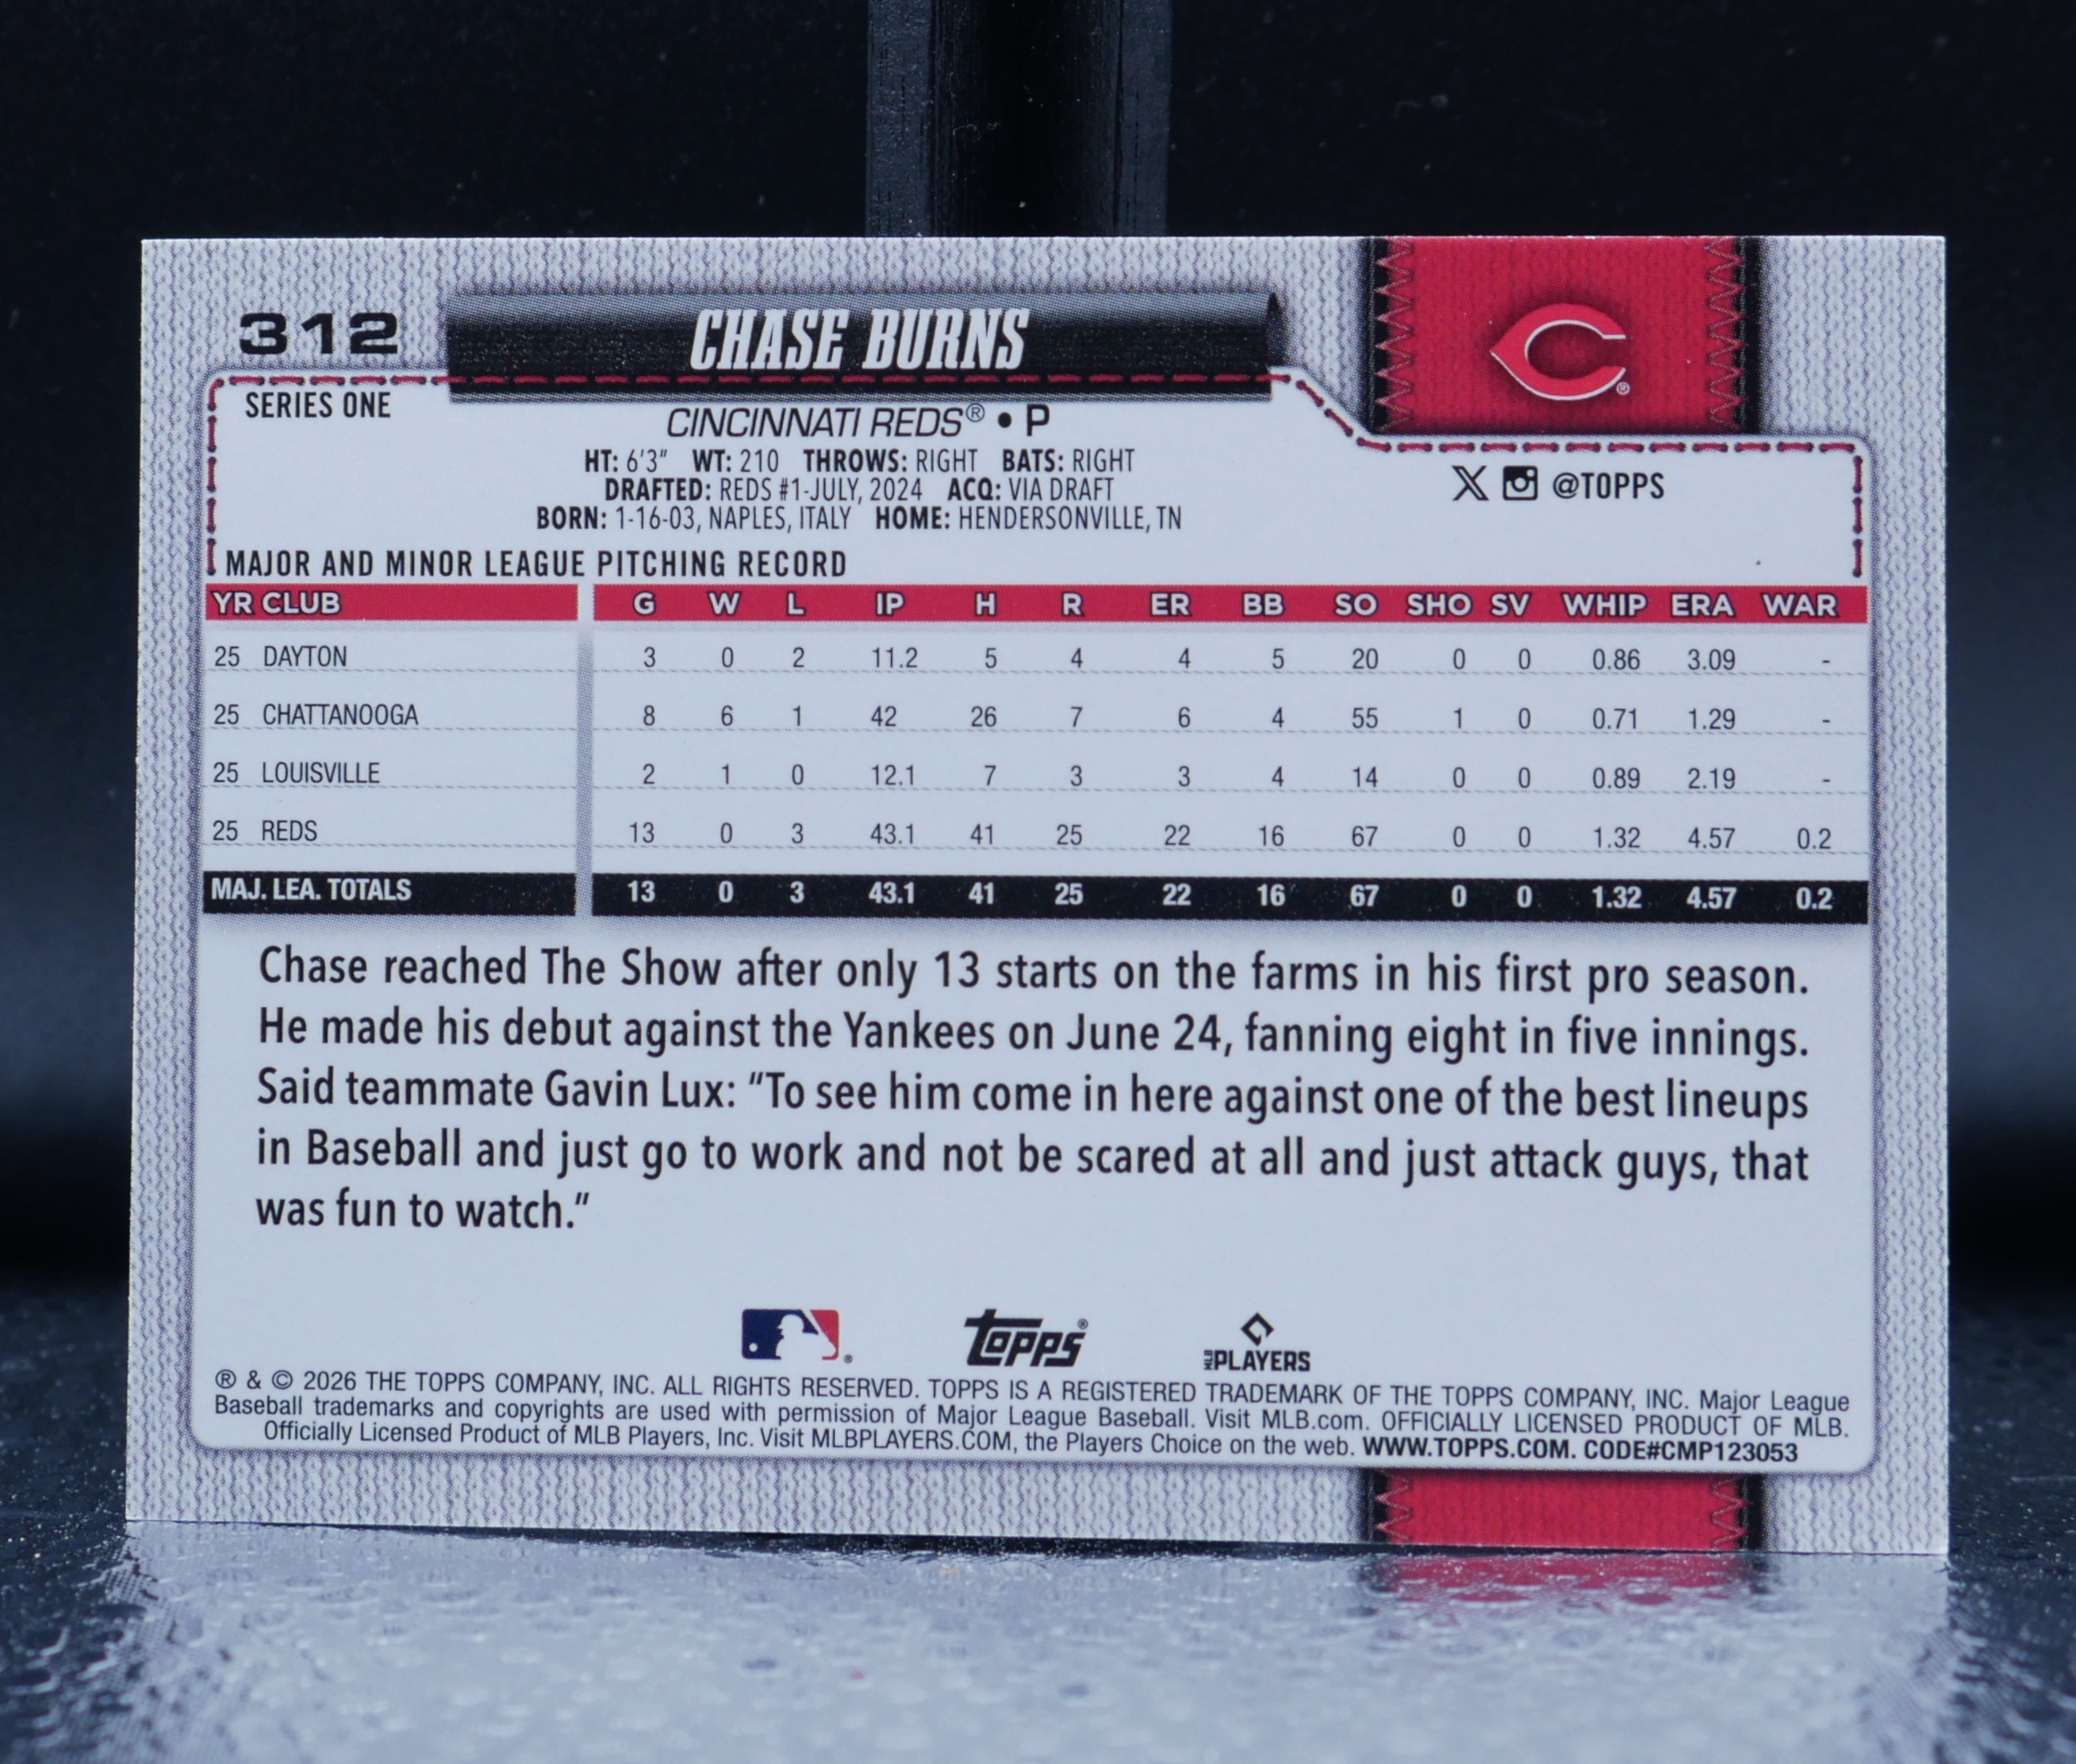 312
CHASE BURNS
SERIES ONE
CINCINNATI REDS® • P
HT: 6'3" WT: 210 THROWS: RIGHT BATS: RIGHT
DRAFTED: REDS #1-JULY, 2024 ACQ: VIA DRAFT
BORN: 1-16-03, NAPLES, ITALY HOME: HENDERSONVILLE, TN
C®
X @TOPPS
MAJOR AND MINOR LEAGUE PITCHING RECORD
YR CLUB G W L IP H R ER BB SO SHO SV WHIP ERA WAR
25 DAYTON 3 0 2 11.2 5 4 4 5 20 0 0 0.86 3.09 -
25 CHATTANOOGA 8 6 1 42 26 7 6 4 55 1 0 0.71 1.29 -
25 LOUISVILLE 2 1 0 12.1 7 3 3 4 14 0 0 0.89 2.19 -
25 REDS 13 0 3 43.1 41 25 22 16 67 0 0 1.32 4.57 0.2
MAJ. LEA. TOTALS 13 0 3 43.1 41 25 22 16 67 0 0 1.32 4.57 0.2
Chase reached The Show after only 13 starts on the farms in his first pro season.
He made his debut against the Yankees on June 24, fanning eight in five innings.
Said teammate Gavin Lux: "To see him come in here against one of the best lineups
in Baseball and just go to work and not be scared at all and just attack guys, that
was fun to watch."
® Topps® MLB PLAYERS
® & © 2026 THE TOPPS COMPANY, INC. ALL RIGHTS RESERVED. TOPPS IS A REGISTERED TRADEMARK OF THE TOPPS COMPANY, INC. Major League
Baseball trademarks and copyrights are used with permission of Major League Baseball. Visit MLB.com. OFFICIALLY LICENSED PRODUCT OF MLB.
Officially Licensed Product of MLB Players, Inc. Visit MLBPLAYERS.COM, the Players Choice on the web. WWW.TOPPS.COM. CODE#CMP123053